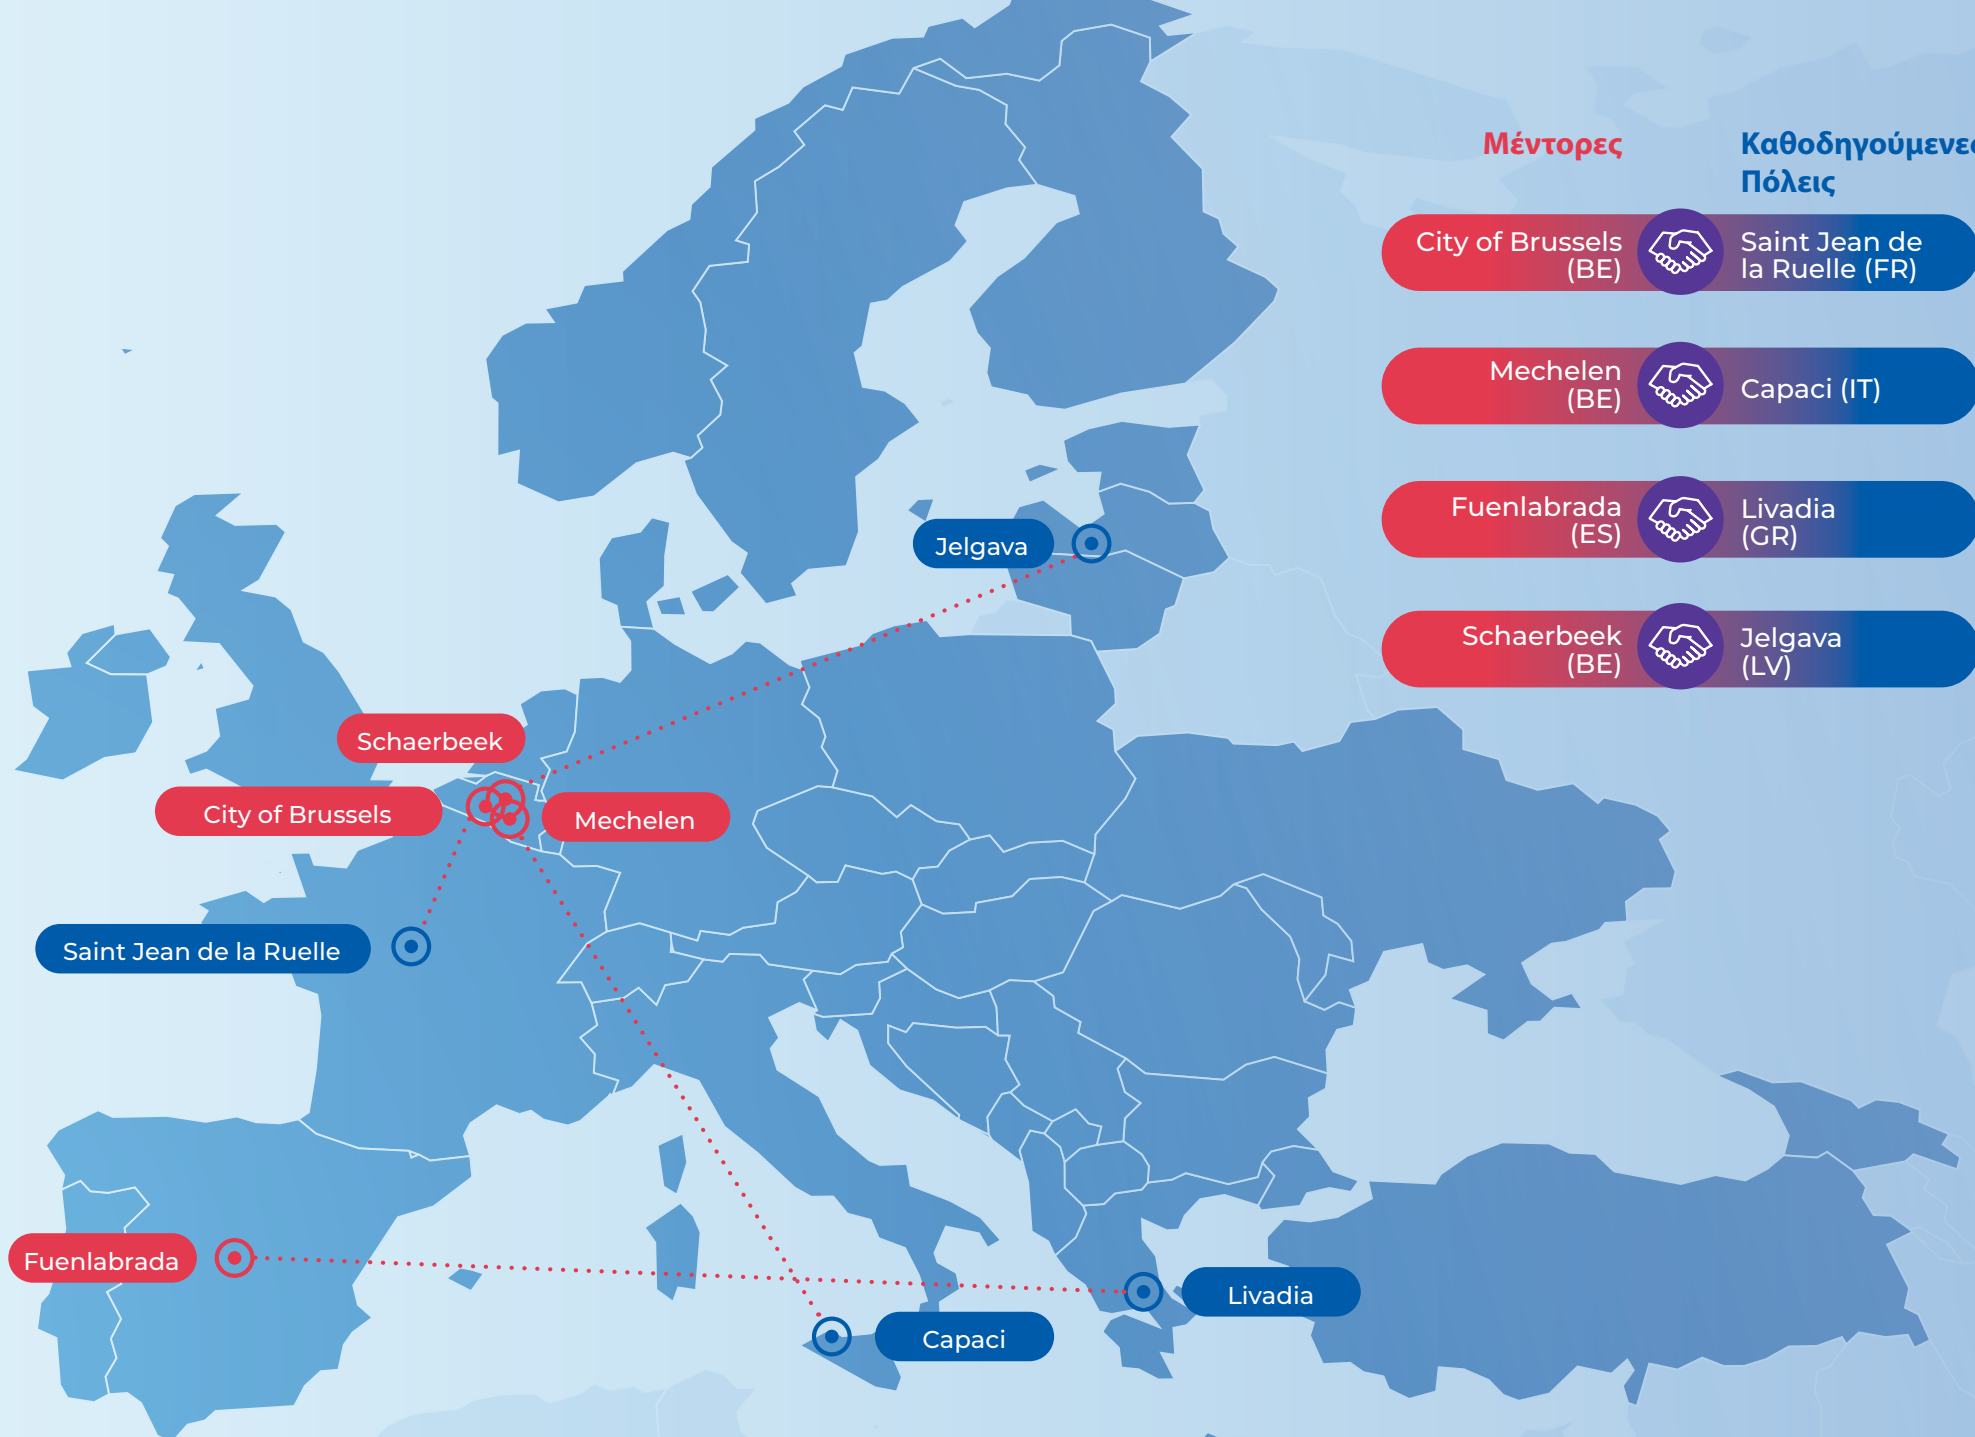 Μέντορες
Καθοδηγούμενες
Πόλεις
City of Brussels
(BE)
Saint Jean de
la Ruelle (FR)
Mechelen
(BE)
Capaci (IT)
Fuenlabrada
(ES)
Livadia
(GR)
Schaerbeek
(BE)
Jelgava
(LV)
Jelgava
Schaerbeek
City of Brussels
Mechelen
Saint Jean de la Ruelle
Fuenlabrada
Livadia
Capaci